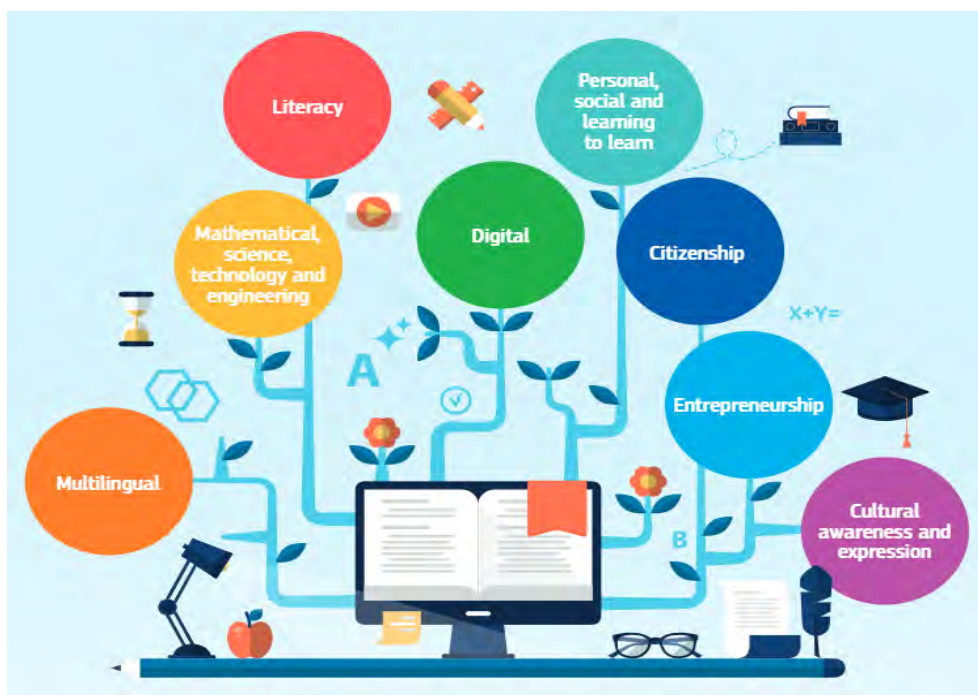 Literacy
Personal,
social and
learning
to learn
Mathematical,
science,
technology and
engineering
Digital
Citizenship
X+Y=
A
Entrepreneurship
Multilingual
B
Cultural
awareness and
expression